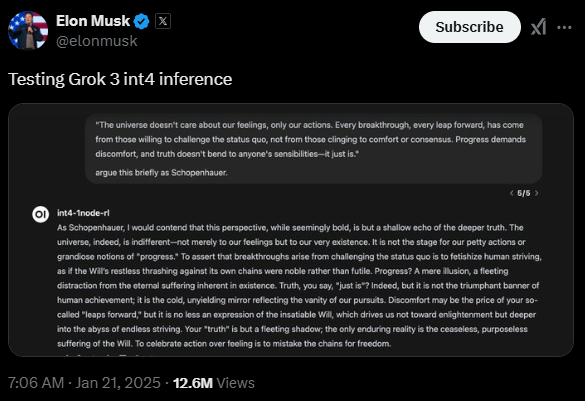 Elon Musk
@elonmusk
Subscribe
Testing Grok 3 int4 inference
"The universe doesn't care about our feelings, only our actions. Every breakthrough, every leap forward, has come
from those willing to challenge the status quo, not from those clinging to comfort or consensus. Progress demands
discomfort, and truth doesn't bend to anyone's sensibilities—it just is."
argue this briefly as Schopenhauer.
< 5/5 >
int4-1node-rl
As Schopenhauer, I would contend that this perspective, while seemingly bold, is but a shallow echo of the deeper truth. The
universe, indeed, is indifferent—not merely to our feelings but to our very existence. It is not the stage for our petty actions or
grandiose notions of "progress." To assert that breakthroughs arise from challenging the status quo is to fetishize human striving,
as if the Will's restless thrashing against its own chains were noble rather than futile. Progress? A mere illusion, a fleeting
distraction from the eternal suffering inherent in existence. Truth, you say, "just is"? Indeed, but it is not the triumphant banner of
human achievement; it is the cold, unyielding mirror reflecting the vanity of our pursuits. Discomfort may be the price of your so-
called "leaps forward," but it is no less an expression of the insatiable Will, which drives us not toward enlightenment but deeper
into the abyss of endless striving. Your "truth" is but a fleeting shadow; the only enduring reality is the ceaseless, purposeless
suffering of the Will. To celebrate action over feeling is to mistake the chains for freedom.
7:06 AM · Jan 21, 2025 · 12.6M Views